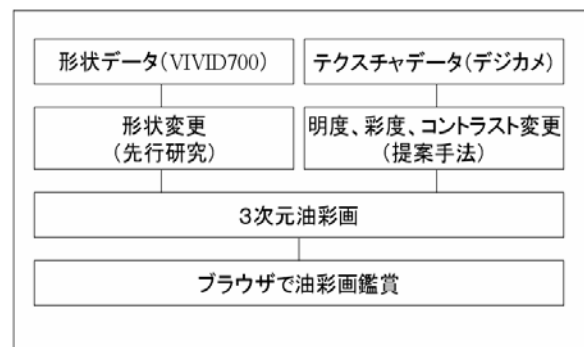 形状データ(VIVID700)
テクスチャデータ(デジカメ)
形状変更
(先行研究)
明度、彩度、コントラスト変更
(提案手法)
３次元油彩画
ブラウザで油彩画鑑賞